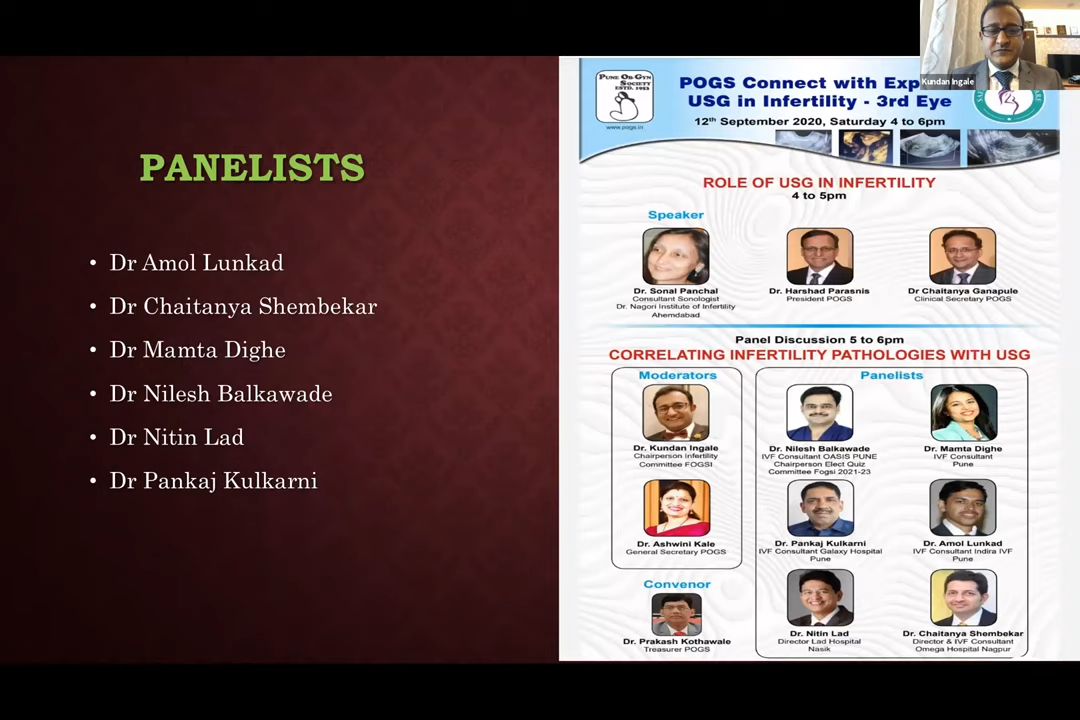 PANELISTS
• Dr Amol Lunkad
• Dr Chaitanya Shembekar
• Dr Mamta Dighe
• Dr Nilesh Balkawade
• Dr Nitin Lad
• Dr Pankaj Kulkarni
Kundan Ingale
PUNE OB-GYN
SOCIETY
ESTD. 1983
www.pogs.in
POGS Connect with Exp
USG in Infertility - 3rd Eye
12th September 2020, Saturday 4 to 6pm
ROLE OF USG IN INFERTILITY
4 to 5pm
Speaker
Dr. Sonal Panchal
Consultant Sonologist
Dr. Nagori Institute of Infertility
Ahemdabad
Dr. Harshad Parasnis
President POGS
Dr Chaitanya Ganapule
Clinical Secretary POGS
Panel Discussion 5 to 6pm
CORRELATING INFERTILITY PATHOLOGIES WITH USG
Moderators
Dr. Kundan Ingale
Chairperson Infertility
Committee FOGSI
Dr. Ashwini Kale
General Secretary POGS
Convenor
Dr. Prakash Kothawale
Treasurer POGS
Panelists
Dr. Nilesh Balkawade
IVF Consultant OASIS PUNE
Chairperson Elect Quiz
Committee Fogsi 2021-23
Dr. Mamta Dighe
IVF Consultant
Pune
Dr. Pankaj Kulkarni
IVF Consultant Galaxy Hospital
Pune
Dr. Amol Lunkad
IVF Consultant Indira IVF
Pune
Dr. Nitin Lad
Director Lad Hospital
Nasik
Dr. Chaitanya Shembekar
Director & IVF Consultant
Omega Hospital Nagpur